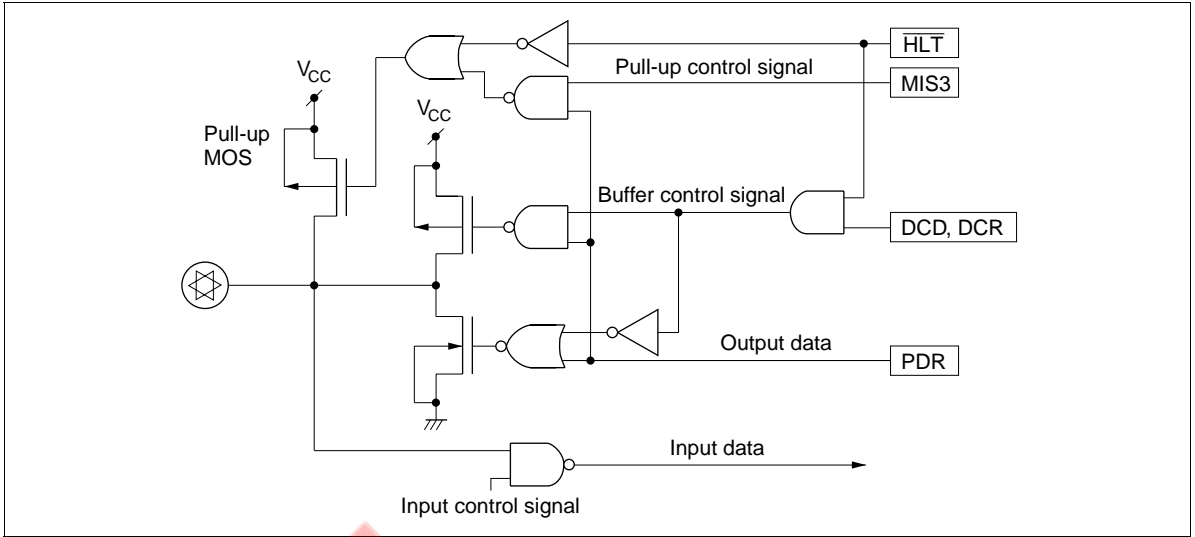 HLT
Pull-up control signal
MIS3
VCC
VCC
Pull-up
MOS
Buffer control signal
DCD, DCR
Output data
PDR
Input data
Input control signal